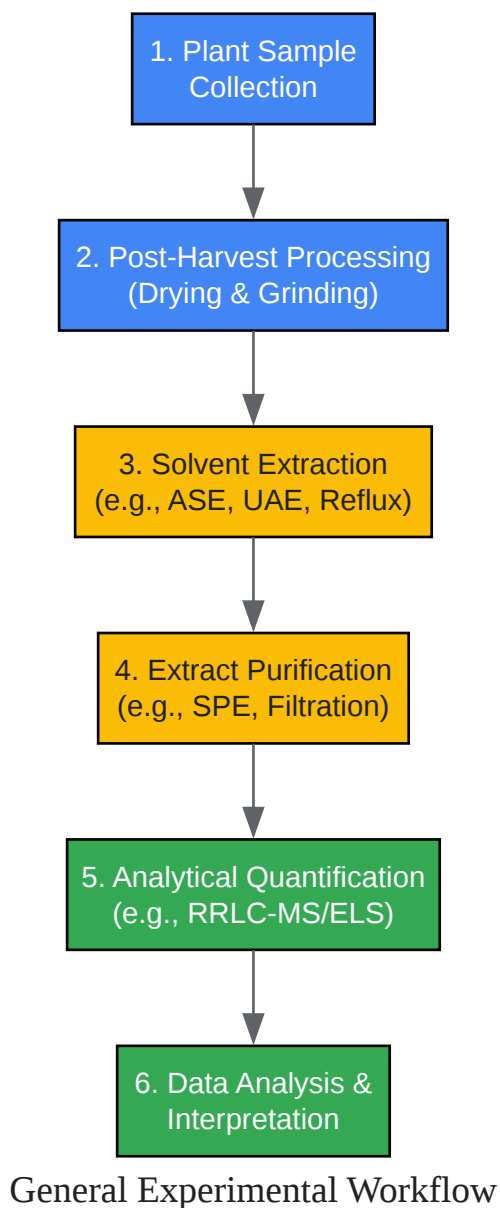 1. Plant Sample
Collection
2. Post-Harvest Processing
(Drying & Grinding)
3. Solvent Extraction
(e.g., ASE, UAE, Reflux)
4. Extract Purification
(e.g., SPE, Filtration)
5. Analytical Quantification
(e.g., RRLC-MS/ELS)
6. Data Analysis &
Interpretation
General Experimental Workflow